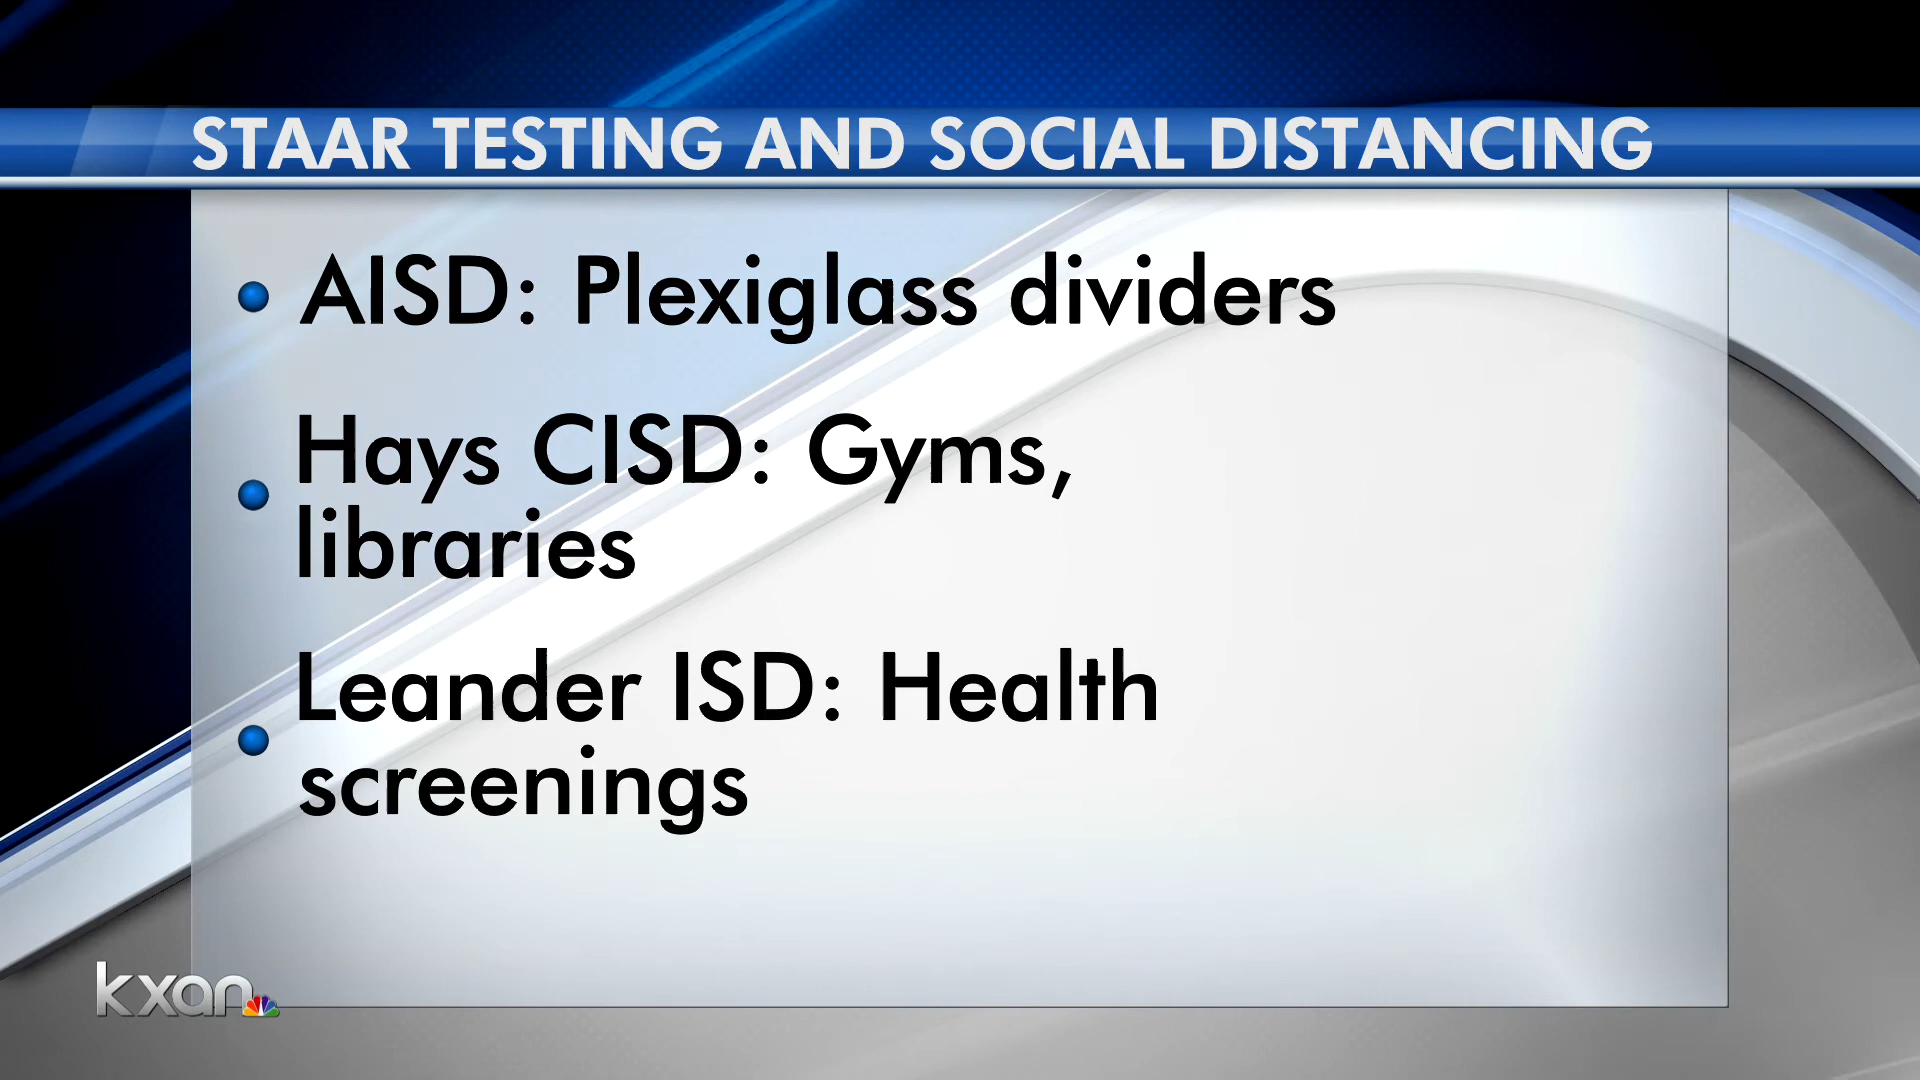 STAAR TESTING AND SOCIAL DISTANCING
AISD: Plexiglass dividers
Hays CISD: Gyms,
libraries
Leander ISD: Health
screenings
kxan